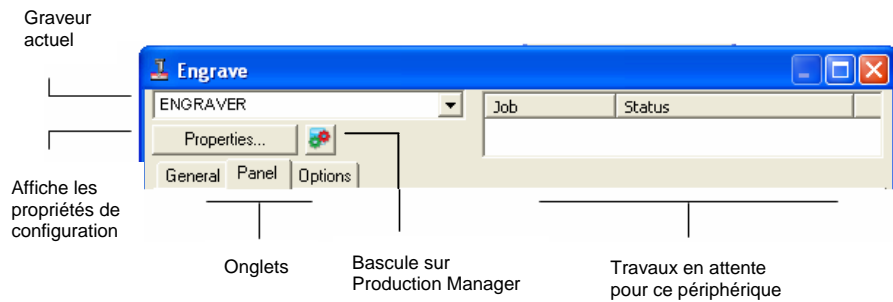 Graveur
actuel
Engrave
ENGRAVER
Job Status
Properties...
General Panel Options
Affiche les
propriétés de
configuration
Onglets
Bascule sur
Production Manager
Travaux en attente
pour ce périphérique